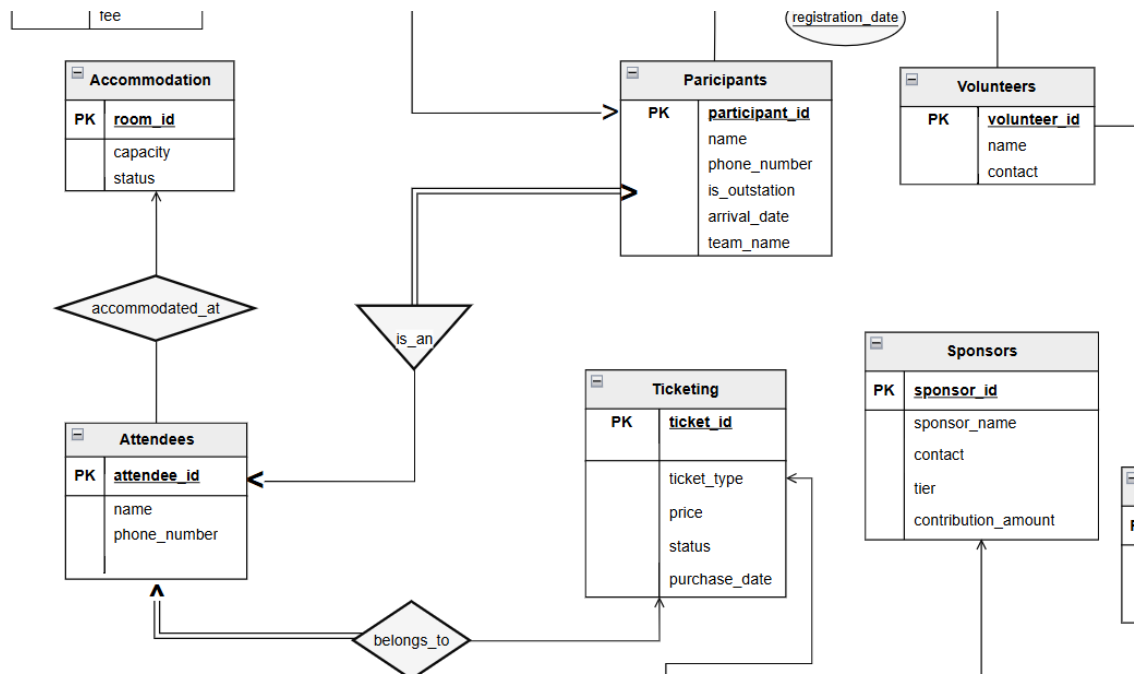 fee
registration_date
Accommodation
PK room_id
capacity
status
Paricipants
PK participant_id
name
phone_number
is_outstation
arrival_date
team_name
Volunteers
PK volunteer_id
name
contact
accommodated_at
is_an
Attendees
PK attendee_id
name
phone_number
Ticketing
PK ticket_id
ticket_type
price
status
purchase_date
Sponsors
PK sponsor_id
sponsor_name
contact
tier
contribution_amount
belongs_to